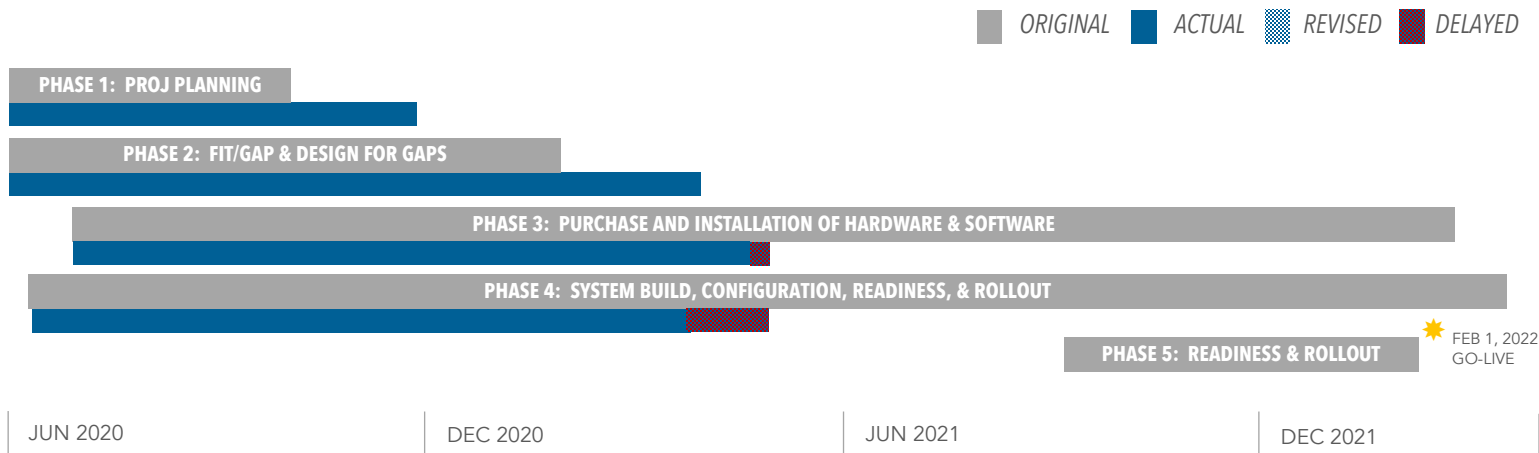 ORIGINAL ACTUAL REVISED DELAYED
PHASE 1: PROJ PLANNING
PHASE 2: FIT/GAP & DESIGN FOR GAPS
PHASE 3: PURCHASE AND INSTALLATION OF HARDWARE & SOFTWARE
PHASE 4: SYSTEM BUILD, CONFIGURATION, READINESS, & ROLLOUT
PHASE 5: READINESS & ROLLOUT
FEB 1, 2022
GO-LIVE
JUN 2020 DEC 2020 JUN 2021 DEC 2021